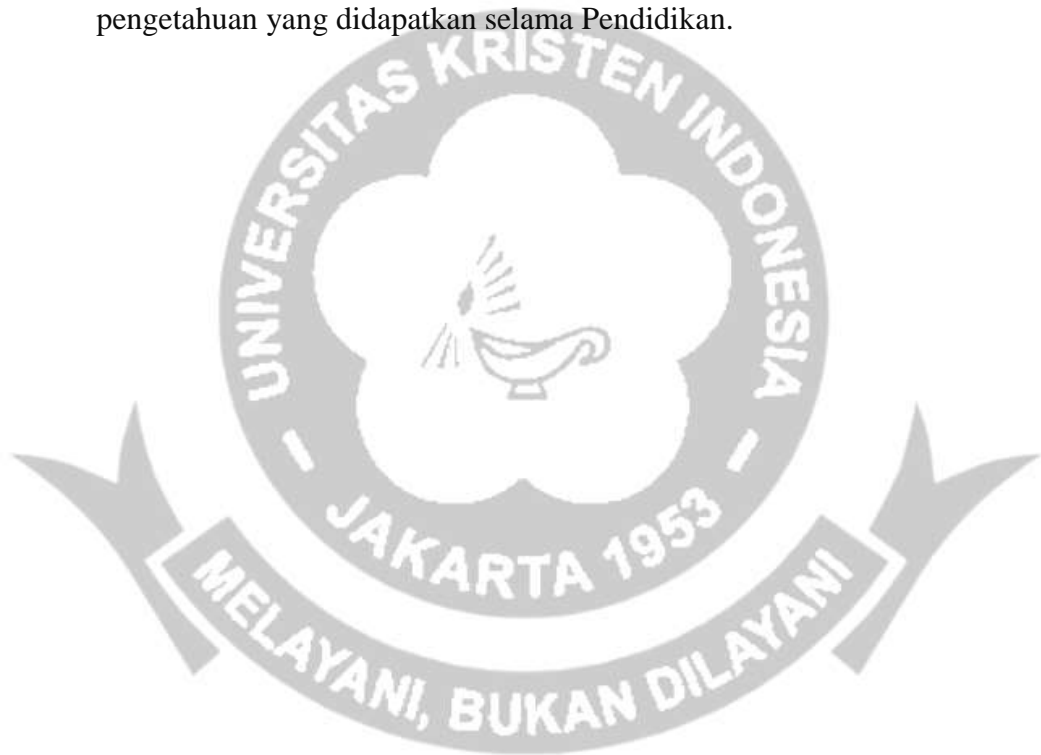 pengetahuan yang didapatkan selama Pendidikan.
UNIVERSITAS KRISTEN INDONESIA
- JAKARTA 1953 -
MELAYANI, BUKAN DILAYANI